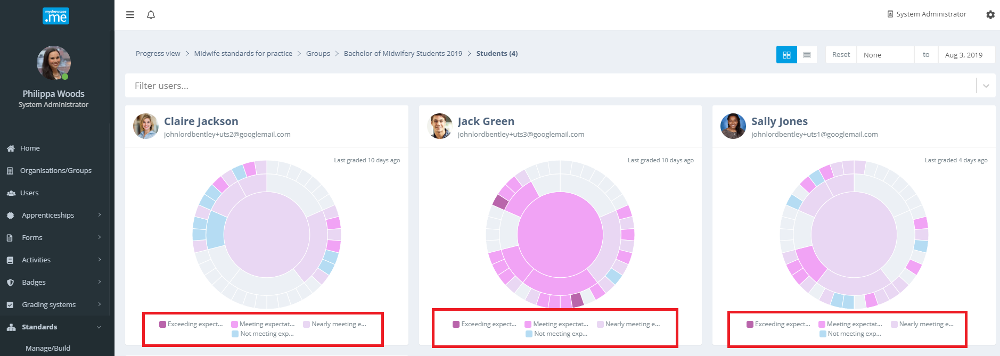 myshowcase
.me
Philippa Woods
System Administrator
Home
Organisations/Groups
Users
Apprenticeships
Forms
Activities
Badges
Grading systems
Standards
Manage/Build
System Administrator
Progress view > Midwife standards for practice > Groups > Bachelor of Midwifery Students 2019 > Students (4)
Reset None to Aug 3, 2019
Filter users...
Claire Jackson
johnlordbentley+uts2@googlemail.com
Last graded 10 days ago
Exceeding expect... Meeting expectat... Nearly meeting e...
Not meeting exp...
Jack Green
johnlordbentley+uts3@googlemail.com
Last graded 10 days ago
Exceeding expect... Meeting expectat... Nearly meeting e...
Not meeting exp...
Sally Jones
johnlordbentley+uts1@googlemail.com
Last graded 4 days ago
Exceeding expect... Meeting expectat... Nearly meeting e...
Not meeting exp...